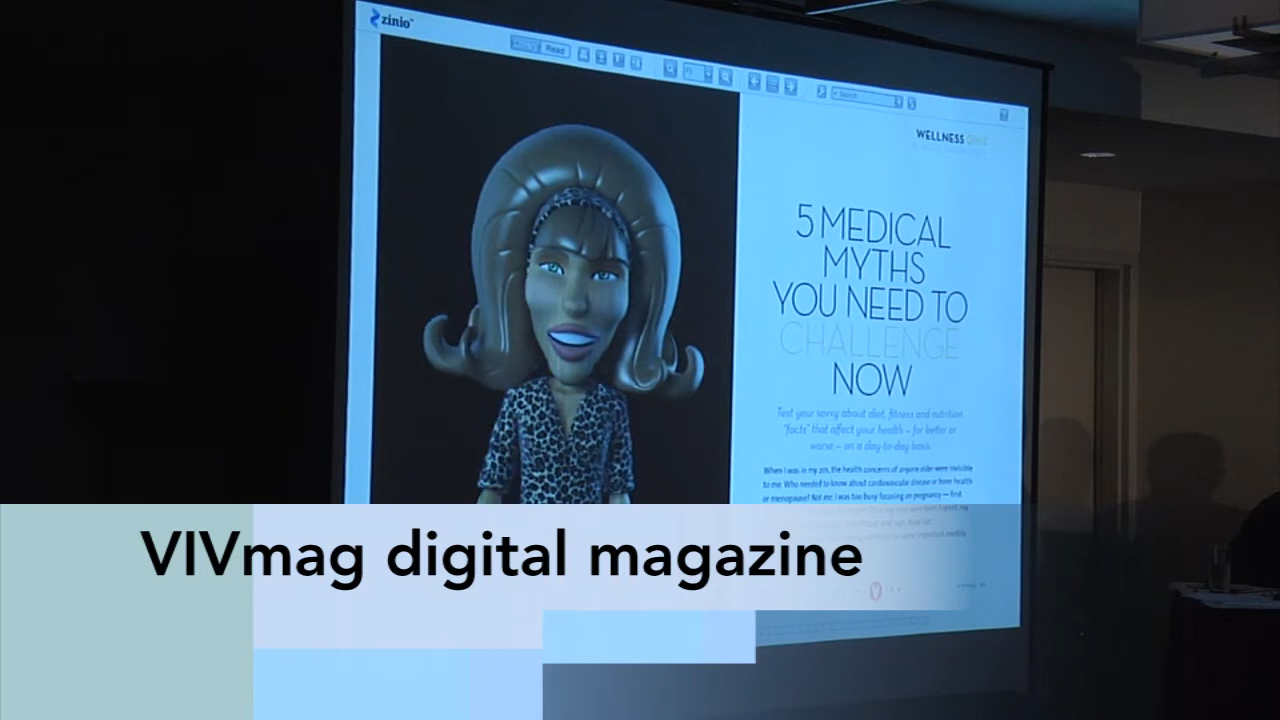 zinio
Read
Search
WELLNESS QUIZ
5 MEDICAL
MYTHS
YOU NEED TO
CHALLENGE
NOW
Test your savvy about diet, fitness and nutrition
"facts" that affect your health – for better or
worse – on a day-to-day basis.
When I was in my 20s, the health concerns of anyone older were invisible
to me. Who needed to know about cardiovascular disease or bone health
or menopause? Not me. I was too busy focusing on pregnancy — first
VIVmag digital magazine